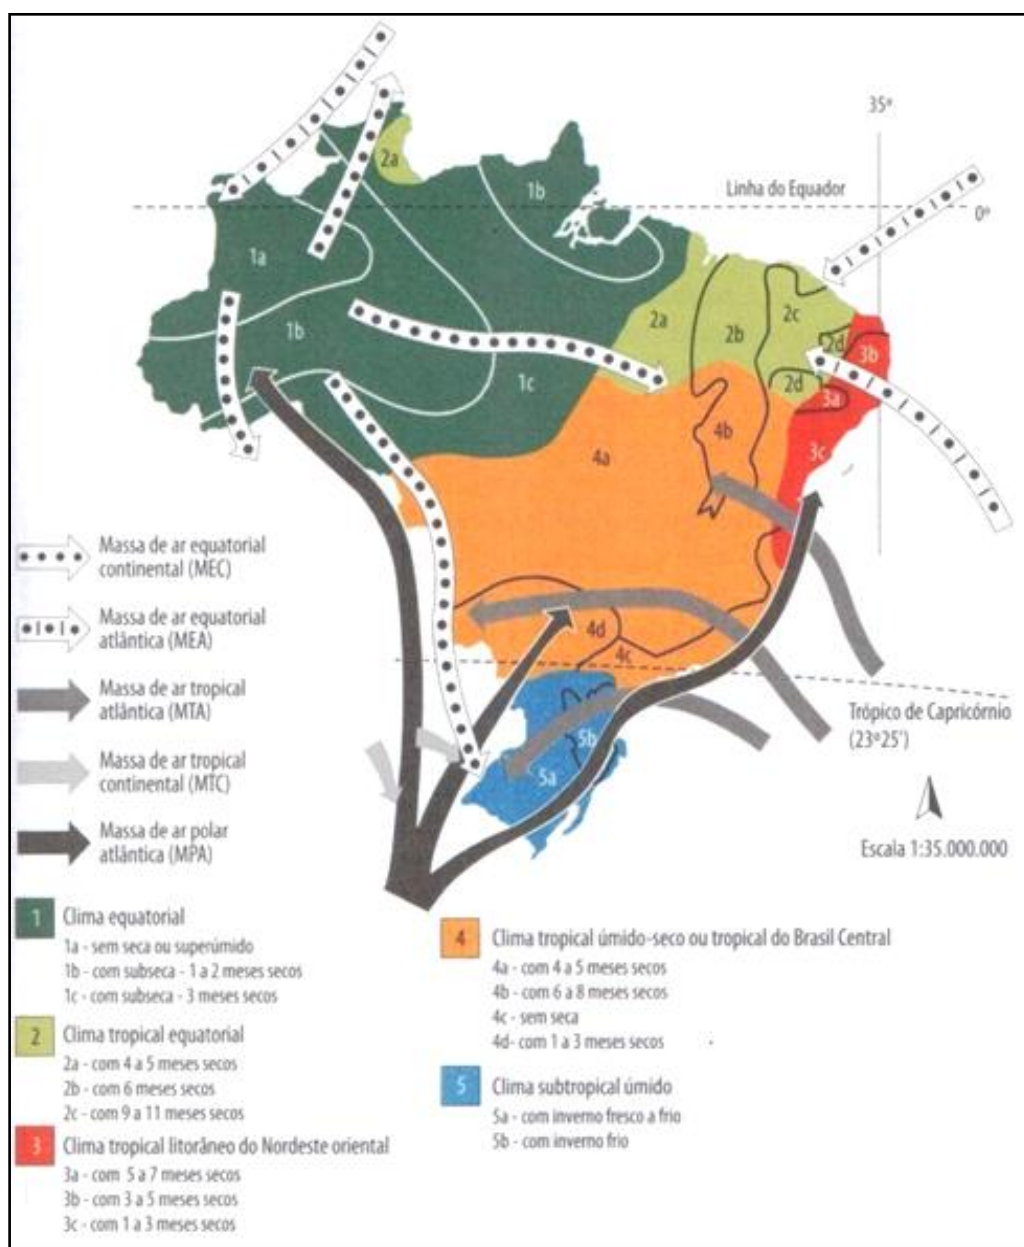 35º
2a
1b
Linha do Equador
0º
1a
2c
2a
2b
1b
2d
3b
1c
2d
3a
4b
4a
3c
Massa de ar equatorial
continental (MEC)
Massa de ar equatorial
atlântica (MEA)
4d
4c
Massa de ar tropical
atlântica (MTA)
Trópico de Capricórnio
(23º25')
5b
Massa de ar tropical
continental (MTC)
5a
Massa de ar polar
atlântica (MPA)
Escala 1:35.000.000
1 Clima equatorial
1a - sem seca ou superúmido
1b - com subseca - 1 a 2 meses secos
1c - com subseca - 3 meses secos
2 Clima tropical equatorial
2a - com 4 a 5 meses secos
2b - com 6 meses secos
2c - com 9 a 11 meses secos
3 Clima tropical litorâneo do Nordeste oriental
3a - com 5 a 7 meses secos
3b - com 3 a 5 meses secos
3c - com 1 a 3 meses secos
4 Clima tropical úmido-seco ou tropical do Brasil Central
4a - com 4 a 5 meses secos
4b - com 6 a 8 meses secos
4c - sem seca
4d- com 1 a 3 meses secos
5 Clima subtropical úmido
5a - com inverno fresco a frio
5b - com inverno frio